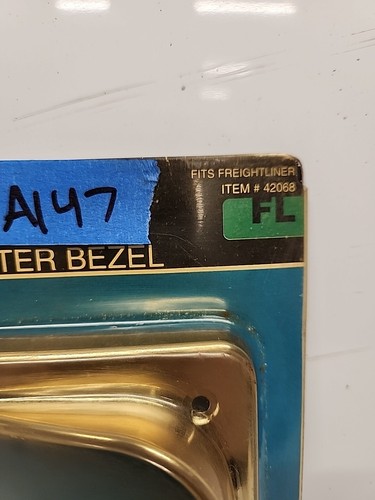 FITS FREIGHTLINER
ITEM # 42068
A147
FL
TER BEZEL